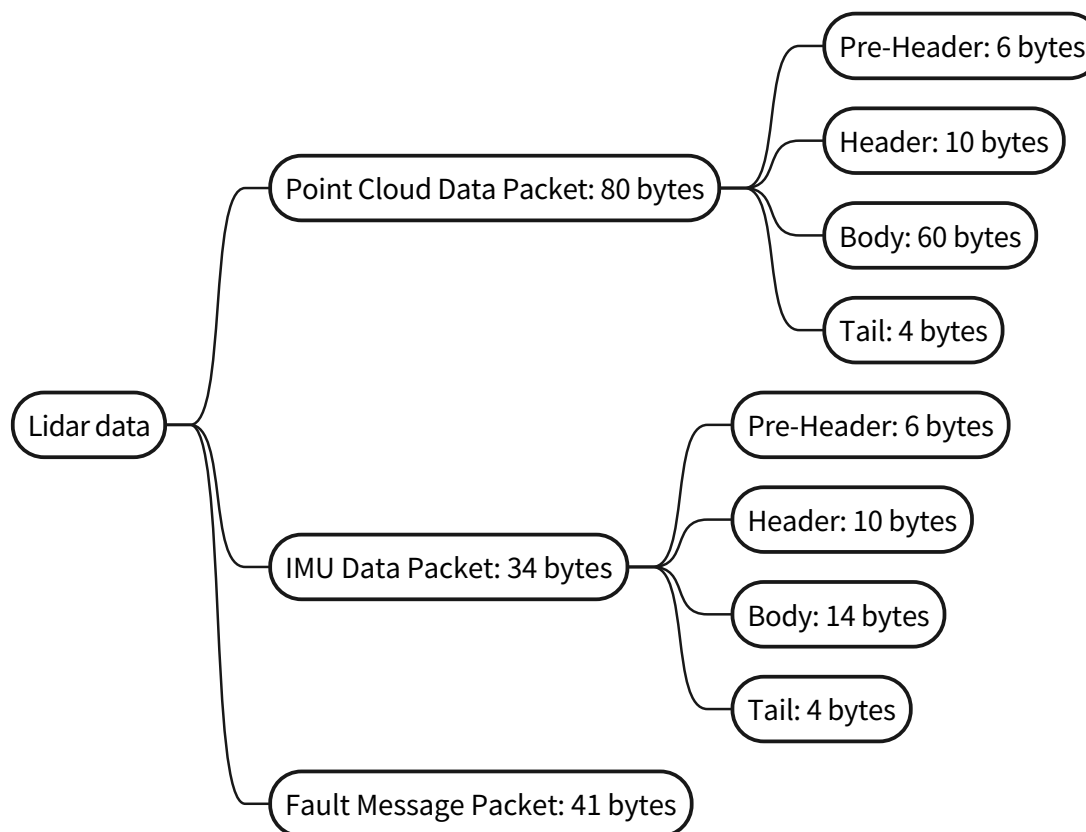 Lidar data
Point Cloud Data Packet: 80 bytes
Pre-Header: 6 bytes
Header: 10 bytes
Body: 60 bytes
Tail: 4 bytes
IMU Data Packet: 34 bytes
Pre-Header: 6 bytes
Header: 10 bytes
Body: 14 bytes
Tail: 4 bytes
Fault Message Packet: 41 bytes